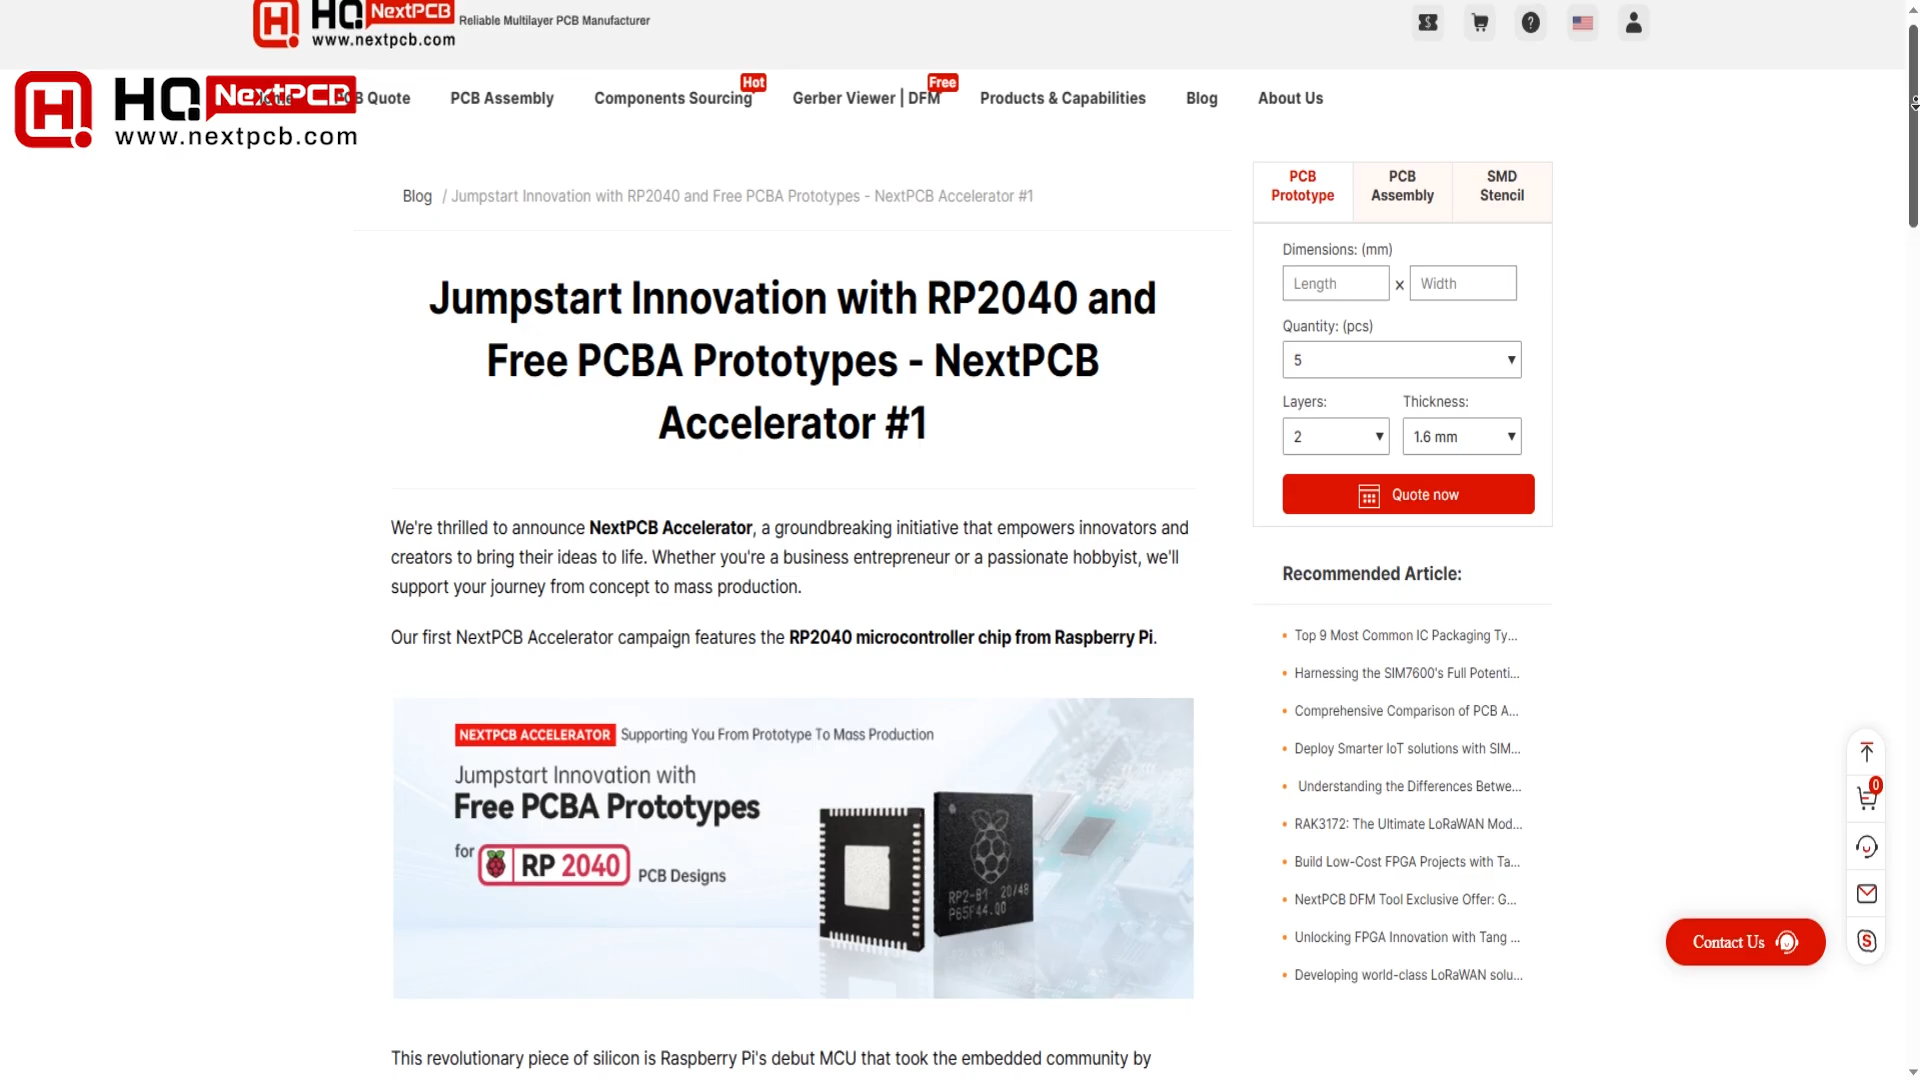 HQ NextPCB
www.nextpcb.com
Reliable Multilayer PCB Manufacturer
HQ NextPCB
www.nextpcb.com
B Quote
PCB Assembly
Components Sourcing
Hot
Gerber Viewer | DFM
Free
Products & Capabilities
Blog
About Us
Blog / Jumpstart Innovation with RP2040 and Free PCBA Prototypes - NextPCB Accelerator #1
Jumpstart Innovation with RP2040 and
Free PCBA Prototypes - NextPCB
Accelerator #1
We're thrilled to announce NextPCB Accelerator, a groundbreaking initiative that empowers innovators and
creators to bring their ideas to life. Whether you're a business entrepreneur or a passionate hobbyist, we'll
support your journey from concept to mass production.
Our first NextPCB Accelerator campaign features the RP2040 microcontroller chip from Raspberry Pi.
NEXTPCB ACCELERATOR Supporting You From Prototype To Mass Production
Jumpstart Innovation with
Free PCBA Prototypes
for RP 2040 PCB Designs
RP2-B1 20/48
P65F44.00
This revolutionary piece of silicon is Raspberry Pi's debut MCU that took the embedded community by
PCB Prototype
PCB Assembly
SMD Stencil
Dimensions: (mm)
Length x Width
Quantity: (pcs)
5
Layers: Thickness:
2 1.6 mm
Quote now
Recommended Article:
Top 9 Most Common IC Packaging Ty...
Harnessing the SIM7600's Full Potenti...
Comprehensive Comparison of PCB A...
Deploy Smarter IoT solutions with SIM...
Understanding the Differences Betwe...
RAK3172: The Ultimate LoRaWAN Mod...
Build Low-Cost FPGA Projects with Ta...
NextPCB DFM Tool Exclusive Offer: G...
Unlocking FPGA Innovation with Tang ...
Developing world-class LoRaWAN solu...
0
Contact Us